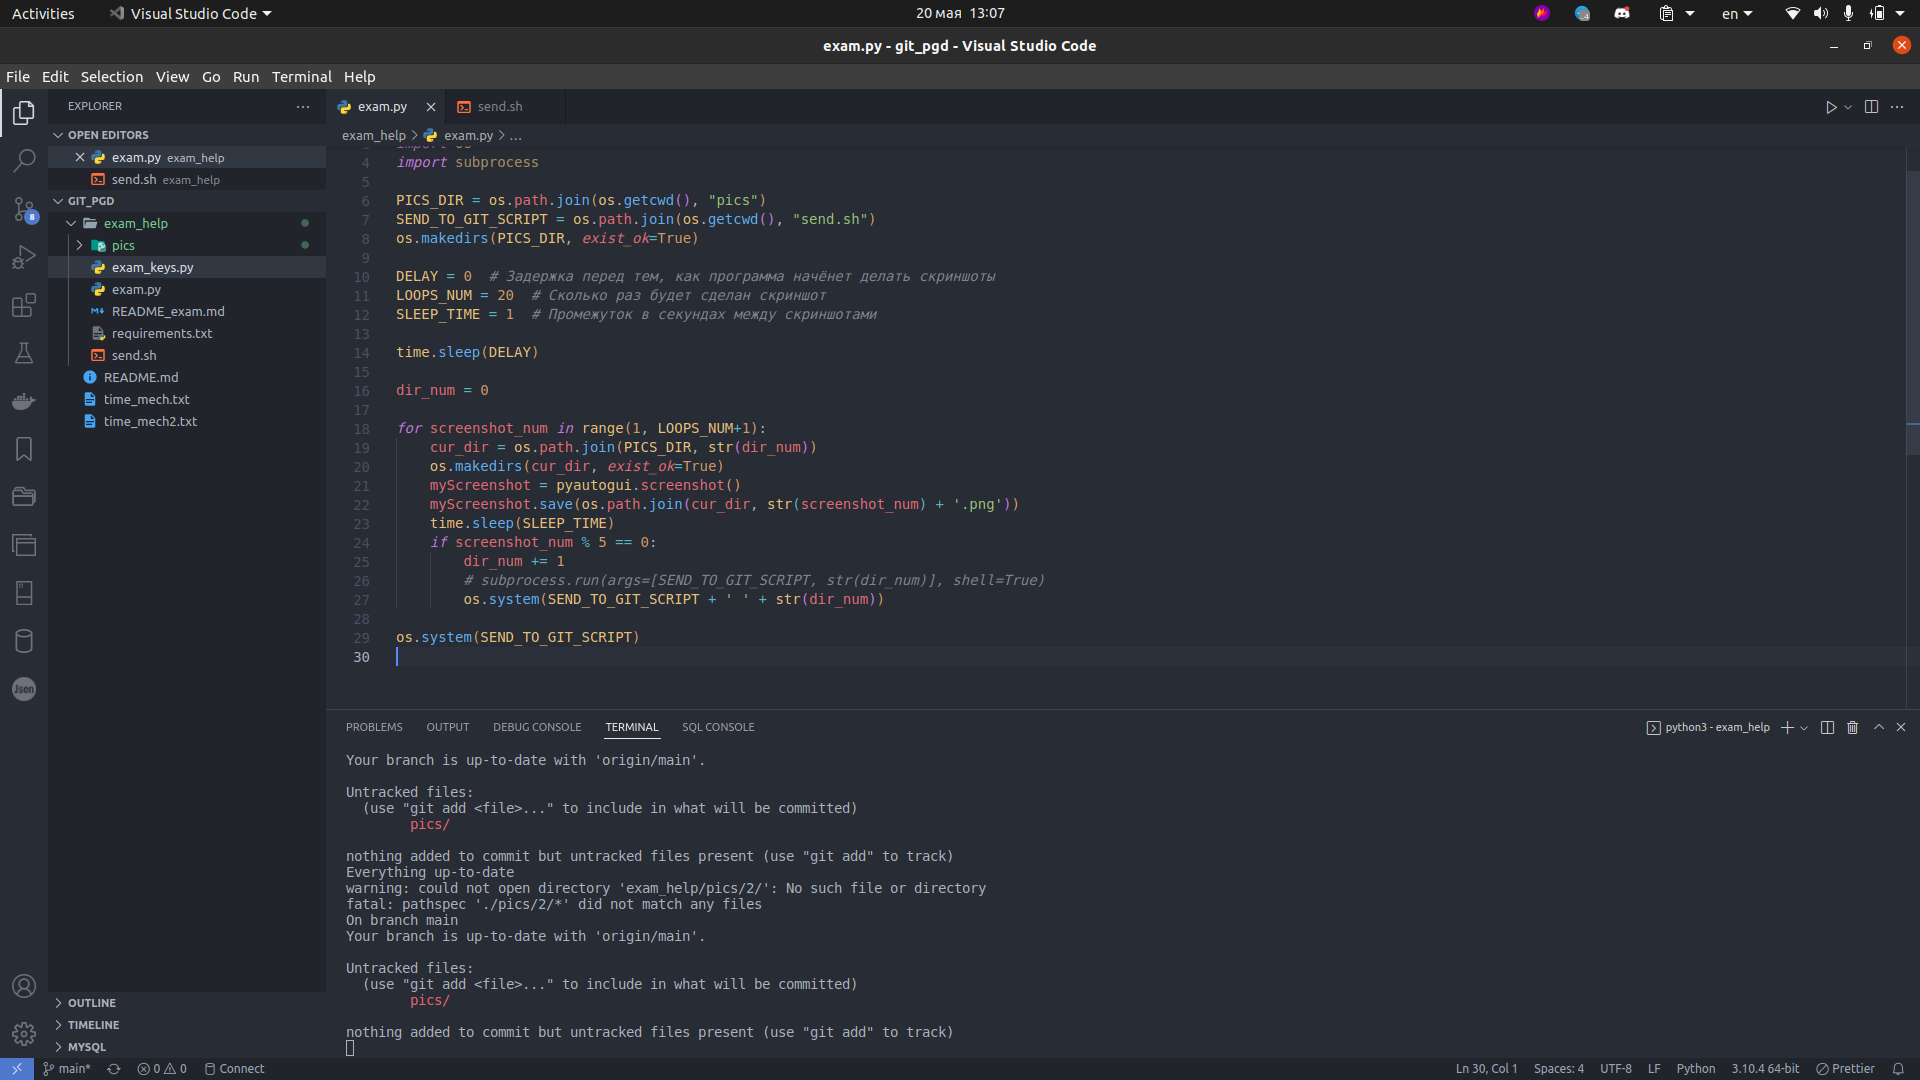 Activities
Visual Studio Code
20 мая 13:07
en
exam.py - git_pgd - Visual Studio Code
File Edit Selection View Go Run Terminal Help
EXPLORER
OPEN EDITORS
exam.py exam_help
send.sh exam_help
GIT_PGD
exam_help
pics
exam_keys.py
exam.py
README_exam.md
requirements.txt
send.sh
README.md
time_mech.txt
time_mech2.txt
OUTLINE
TIMELINE
MYSQL
8
Json
exam.py
send.sh
exam_help > exam.py > ...
4 import subprocess
5
6 PICS_DIR = os.path.join(os.getcwd(), "pics")
7 SEND_TO_GIT_SCRIPT = os.path.join(os.getcwd(), "send.sh")
8 os.makedirs(PICS_DIR, exist_ok=True)
9
10 DELAY = 0  # Задержка перед тем, как программа начёнет делать скриншоты
11 LOOPS_NUM = 20  # Сколько раз будет сделан скриншот
12 SLEEP_TIME = 1  # Промежуток в секундах между скриншотами
13
14 time.sleep(DELAY)
15
16 dir_num = 0
17
18 for screenshot_num in range(1, LOOPS_NUM+1):
19     cur_dir = os.path.join(PICS_DIR, str(dir_num))
20     os.makedirs(cur_dir, exist_ok=True)
21     myScreenshot = pyautogui.screenshot()
22     myScreenshot.save(os.path.join(cur_dir, str(screenshot_num) + '.png'))
23     time.sleep(SLEEP_TIME)
24     if screenshot_num % 5 == 0:
25         dir_num += 1
26         # subprocess.run(args=[SEND_TO_GIT_SCRIPT, str(dir_num)], shell=True)
27         os.system(SEND_TO_GIT_SCRIPT + ' ' + str(dir_num))
28
29 os.system(SEND_TO_GIT_SCRIPT)
30
PROBLEMS OUTPUT DEBUG CONSOLE TERMINAL SQL CONSOLE
python3 - exam_help
Your branch is up-to-date with 'origin/main'.
Untracked files:
  (use "git add <file>..." to include in what will be committed)
        pics/
nothing added to commit but untracked files present (use "git add" to track)
Everything up-to-date
warning: could not open directory 'exam_help/pics/2/': No such file or directory
fatal: pathspec './pics/2/*' did not match any files
On branch main
Your branch is up-to-date with 'origin/main'.
Untracked files:
  (use "git add <file>..." to include in what will be committed)
        pics/
nothing added to commit but untracked files present (use "git add" to track)
main* 0 0 Connect
Ln 30, Col 1 Spaces: 4 UTF-8 LF Python 3.10.4 64-bit Prettier